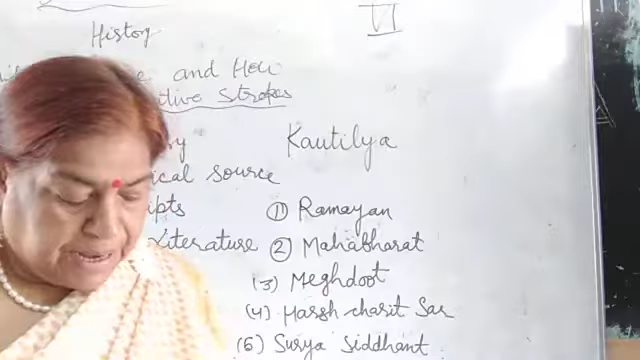 VI
History
and How
Strokes
Kautilya
source
① Ramayan
Literature ② Mahabharat
(3) Meghdoot
(4) Harsh charit Sar
(5) Surya Siddhant